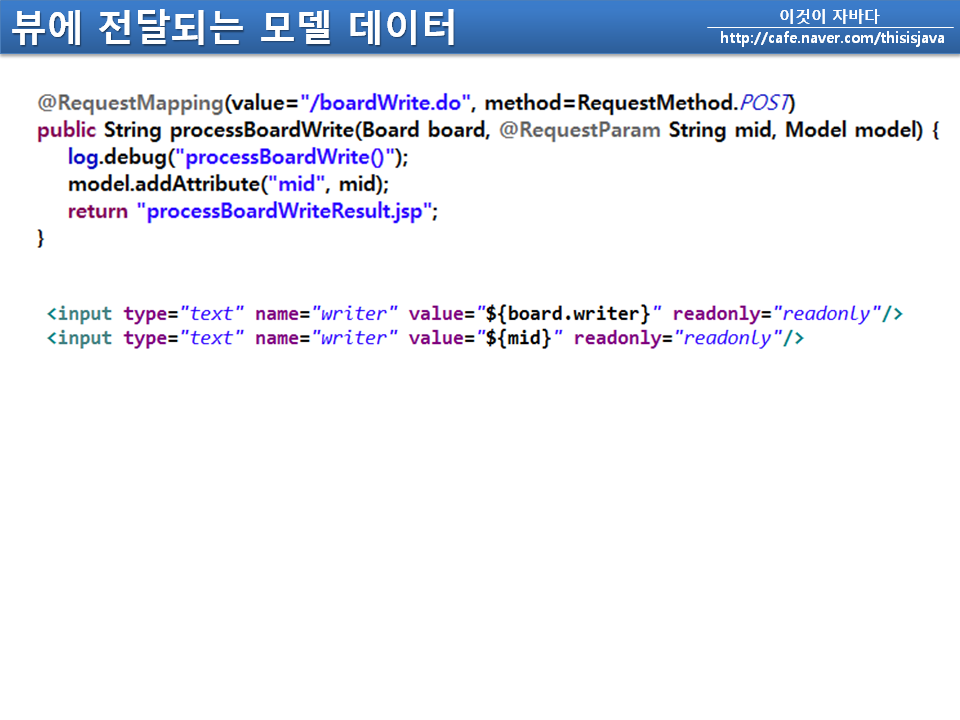 뷰에 전달되는 모델 데이터
이것이 자바다
http://cafe.naver.com/thisisjava
@RequestMapping(value="/boardWrite.do", method=RequestMethod.POST)
public String processBoardWrite(Board board, @RequestParam String mid, Model model) {
log.debug("processBoardWrite()");
model.addAttribute("mid", mid);
return "processBoardWriteResult.jsp";
}
<input type="text" name="writer" value="${board.writer}" readonly="readonly"/>
<input type="text" name="writer" value="${mid}" readonly="readonly"/>